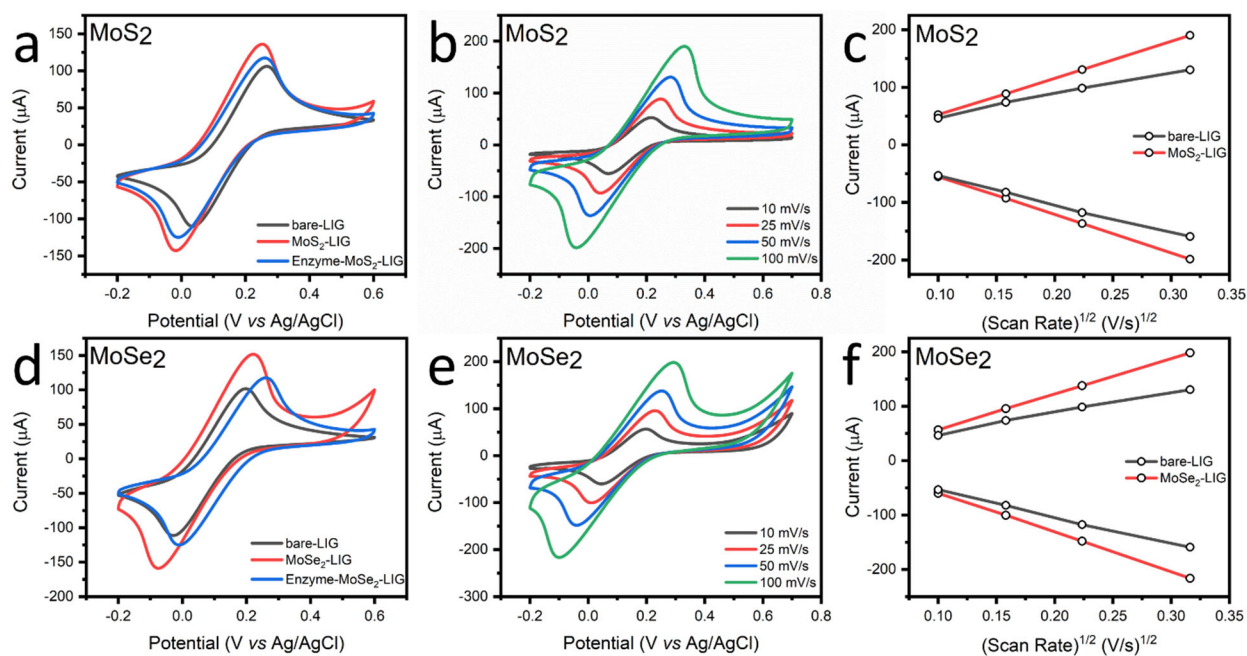 a
MoS2
150
125
100
75
50
25
0
-25
-50
-75
-100
-125
-150
Current (µA)
bare-LIG
MoS2-LIG
Enzyme-MoS2-LIG
-0.2 0.0 0.2 0.4 0.6
Potential (V vs Ag/AgCl)
b
MoS2
200
100
0
-100
-200
Current (µA)
10 mV/s
25 mV/s
50 mV/s
100 mV/s
-0.2 0.0 0.2 0.4 0.6 0.8
Potential (V vs Ag/AgCl)
c
MoS2
200
100
0
-100
-200
Current (µA)
bare-LIG
MoS2-LIG
0.10 0.15 0.20 0.25 0.30 0.35
(Scan Rate)1/2 (V/s)1/2
d
MoSe2
150
100
50
0
-50
-100
-150
-200
Current (µA)
bare-LIG
MoSe2-LIG
Enzyme-MoSe2-LIG
-0.2 0.0 0.2 0.4 0.6
Potential (V vs Ag/AgCl)
e
MoSe2
200
100
0
-100
-200
-300
Current (µA)
10 mV/s
25 mV/s
50 mV/s
100 mV/s
-0.2 0.0 0.2 0.4 0.6 0.8
Potential (V vs Ag/AgCl)
f
MoSe2
200
100
0
-100
-200
Current (µA)
bare-LIG
MoSe2-LIG
0.10 0.15 0.20 0.25 0.30 0.35
(Scan Rate)1/2 (V/s)1/2